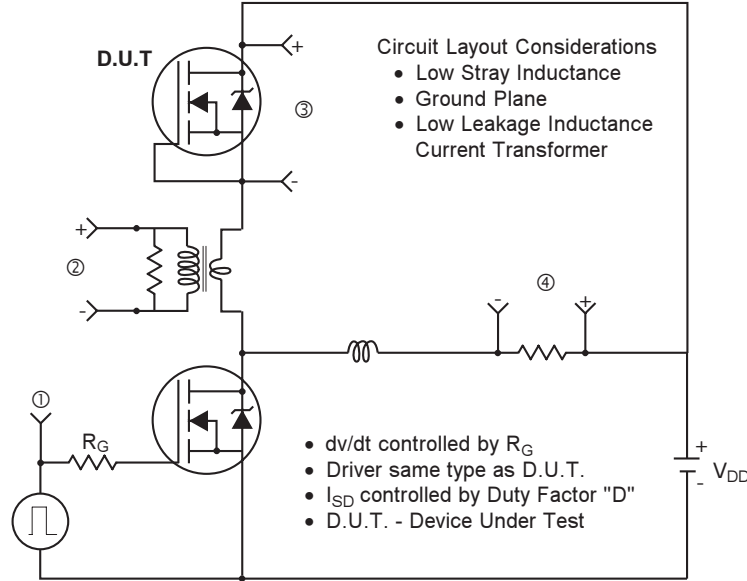 D.U.T
+
③
-
Circuit Layout Considerations
• Low Stray Inductance
• Ground Plane
• Low Leakage Inductance
Current Transformer
+
②
-
-
④
+
①
R_G
• dv/dt controlled by R_G
• Driver same type as D.U.T.
• I_SD controlled by Duty Factor "D"
• D.U.T. - Device Under Test
+
V_DD
-